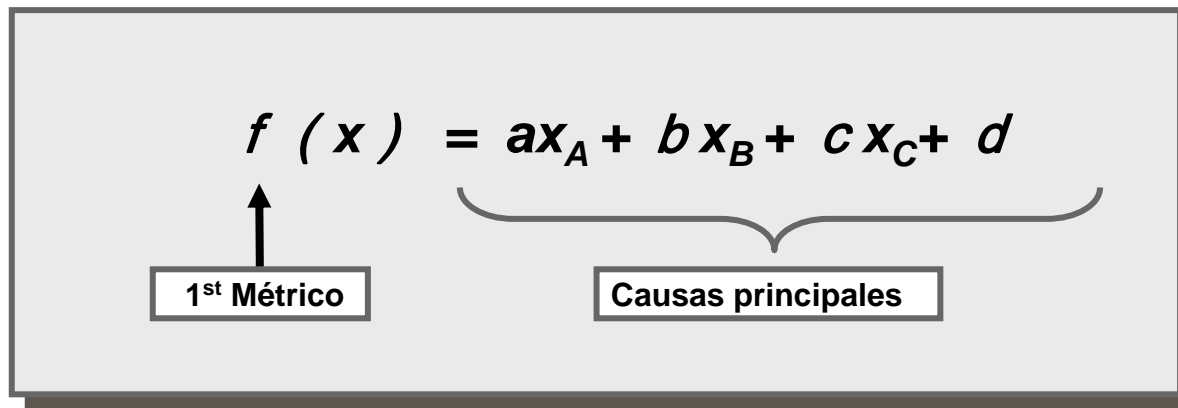 f ( x ) = ax_A + b x_B + c x_C + d
1st Métrico
Causas principales